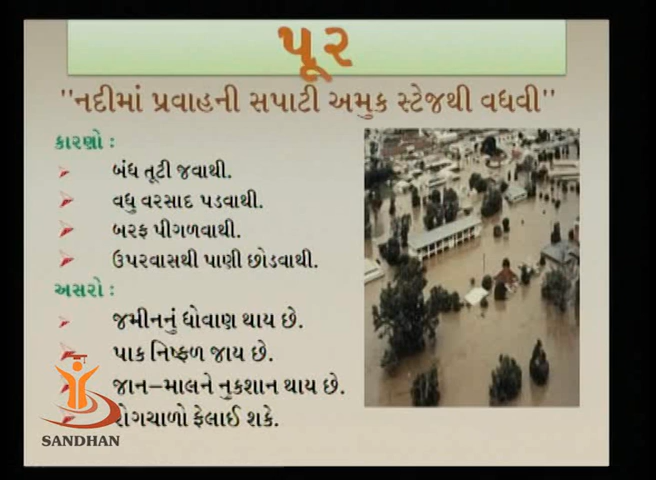 પૂર
"નદીમાં પ્રવાહની સપાટી અમુક સ્ટેજથી વધવી"
કારણો :
બંધ તૂટી જવાથી.
વધુ વરસાદ પડવાથી.
બરફ પીગળવાથી.
ઉપરવાસથી પાણી છોડવાથી.
અસરો :
જમીનનું ધોવાણ થાય છે.
પાક નિષ્ફળ જાય છે.
જાન–માલને નુકશાન થાય છે.
રોગચાળો ફેલાઈ શકે.
SANDHAN